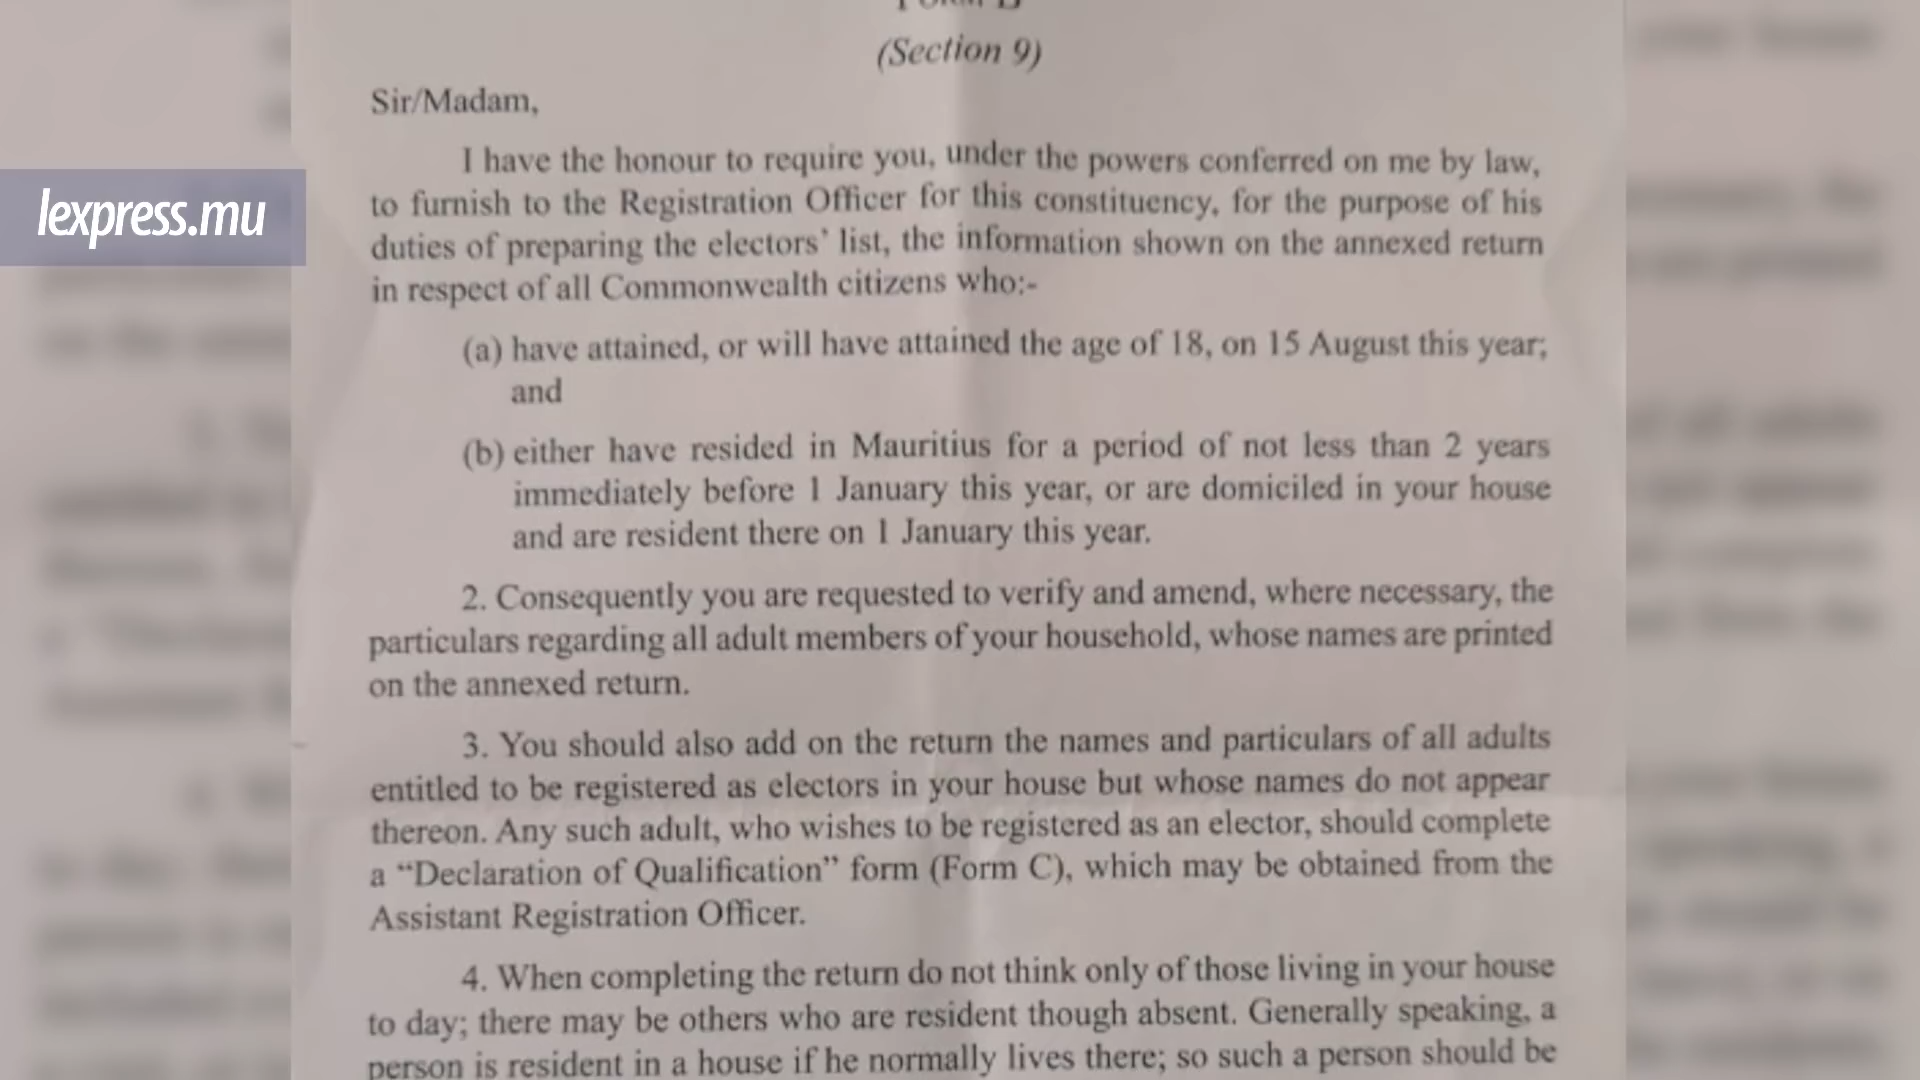 (Section 9)
Sir/Madam,
I have the honour to require you, under the powers conferred on me by law,
to furnish to the Registration Officer for this constituency, for the purpose of his
duties of preparing the electors' list, the information shown on the annexed return
in respect of all Commonwealth citizens who:-
(a) have attained, or will have attained the age of 18, on 15 August this year;
and
(b) either have resided in Mauritius for a period of not less than 2 years
immediately before 1 January this year, or are domiciled in your house
and are resident there on 1 January this year.
2. Consequently you are requested to verify and amend, where necessary, the
particulars regarding all adult members of your household, whose names are printed
on the annexed return.
3. You should also add on the return the names and particulars of all adults
entitled to be registered as electors in your house but whose names do not appear
thereon. Any such adult, who wishes to be registered as an elector, should complete
a “Declaration of Qualification” form (Form C), which may be obtained from the
Assistant Registration Officer.
4. When completing the return do not think only of those living in your house
to day; there may be others who are resident though absent. Generally speaking, a
person is resident in a house if he normally lives there; so such a person should be
lexpress.mu